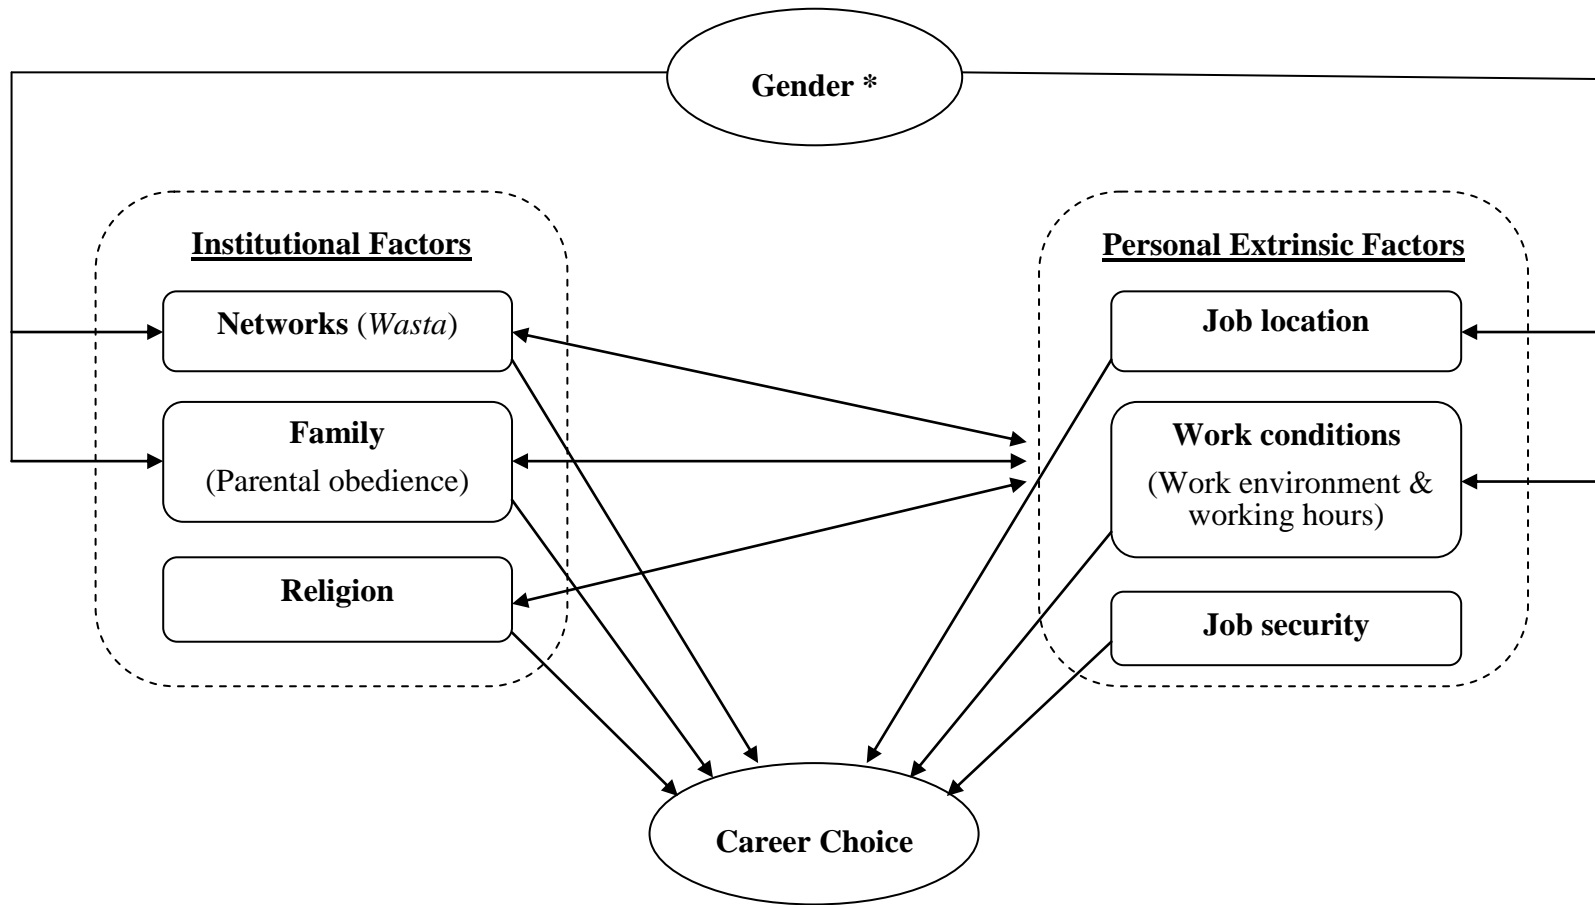 Gender *
Institutional Factors
Networks (Wasta)
Family
(Parental obedience)
Religion
Personal Extrinsic Factors
Job location
Work conditions
(Work environment &
working hours)
Job security
Career Choice